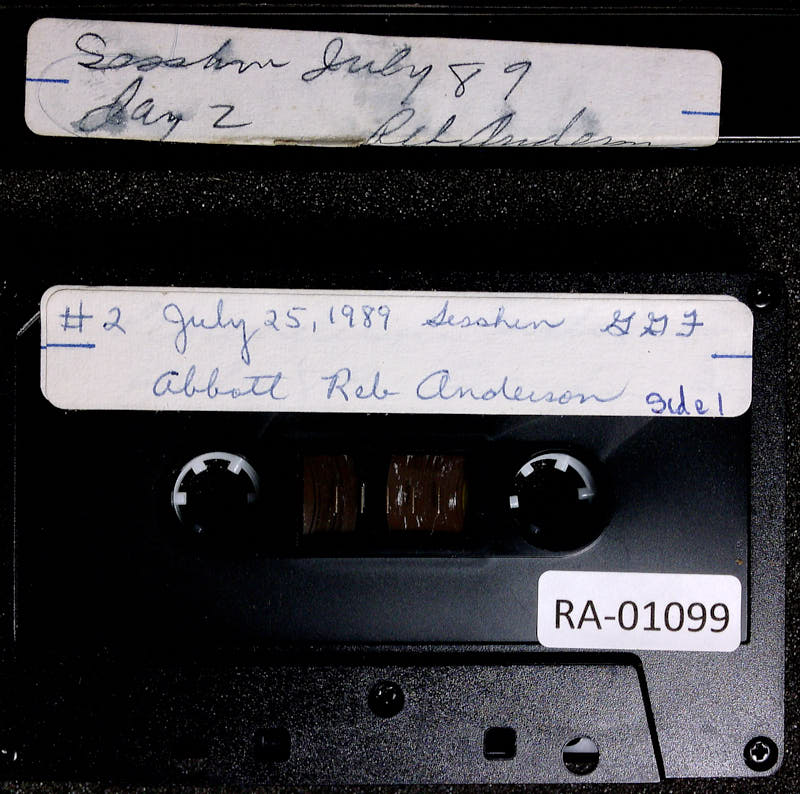 Sesshin July 89
Day 2 Reb Anderson
#2 July 25, 1989 Sesshin GGF
Abbott Reb Anderson side 1
RA-01099